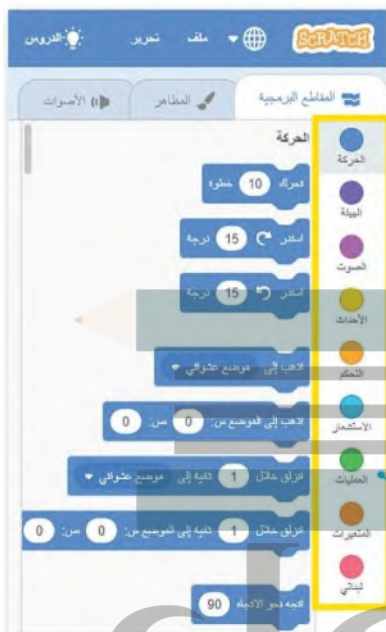 SCRATCH ملف تحرير الدروس
المقاطع البرمجية المظاهر الأصوات
الحركة
الهيئة
الصوت
الأحداث
التحكم
الاستشعار
العمليات
المتغيرات
لبناتي
الحركة
تحرك 10 خطوة
استدر 15 درجة
استدر 15 درجة
اذهب إلى موضع عشوائي
اذهب إلى الموضع س: 0 ص: 0
انزلق خلال 1 ثانية إلى موضع عشوائي
انزلق خلال 1 ثانية إلى الموضع س: 0 ص: 0
اتجه نحو الاتجاه 90